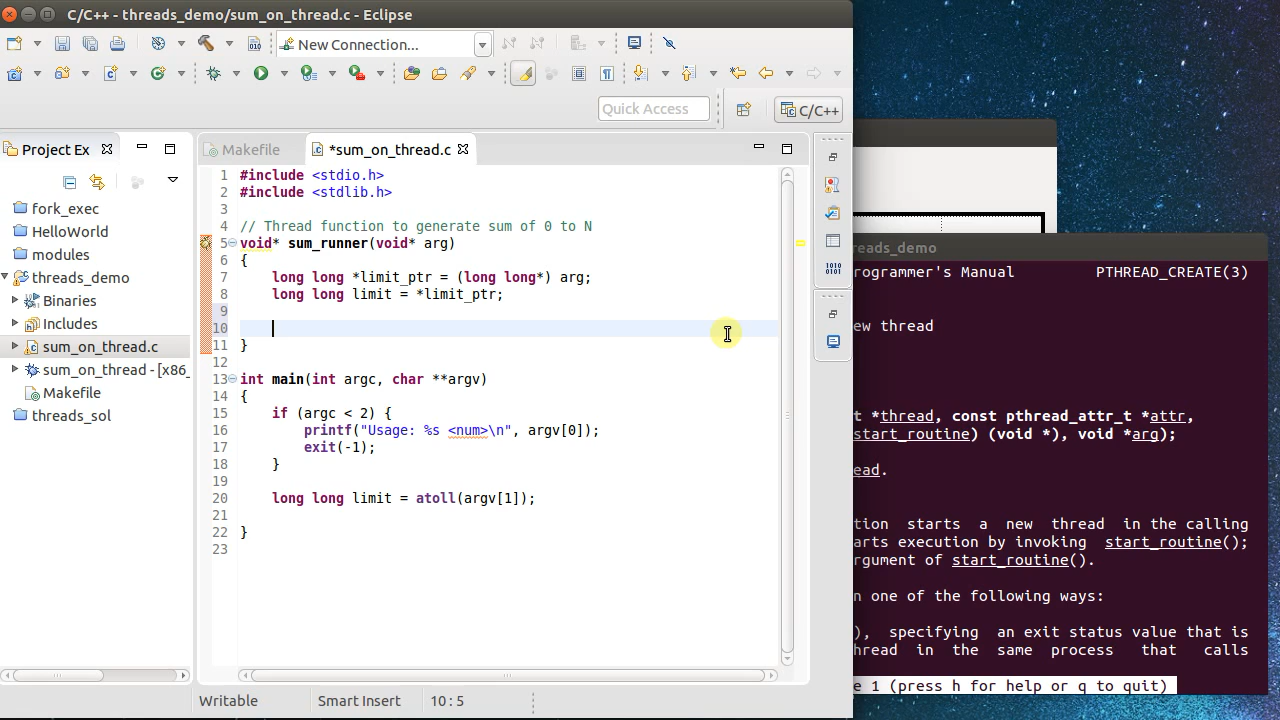 C/C++ - threads_demo/sum_on_thread.c - Eclipse
New Connection...
Quick Access
C/C++
Project Ex
Makefile
*sum_on_thread.c
fork_exec
HelloWorld
modules
threads_demo
Binaries
Includes
sum_on_thread.c
sum_on_thread - [x86_
Makefile
threads_sol
1 #include <stdio.h>
2 #include <stdlib.h>
3
4 // Thread function to generate sum of 0 to N
5 void* sum_runner(void* arg)
6 {
7 long long *limit_ptr = (long long*) arg;
8 long long limit = *limit_ptr;
9
10
11 }
12
13 int main(int argc, char **argv)
14 {
15 if (argc < 2) {
16 printf("Usage: %s <num>\n", argv[0]);
17 exit(-1);
18 }
19
20 long long limit = atoll(argv[1]);
21
22 }
23
Writable
Smart Insert
10 : 5
reads_demo
rogrammer's Manual PTHREAD_CREATE(3)
ew thread
t *thread, const pthread_attr_t *attr,
start_routine) (void *), void *arg);
ead.
tion starts a new thread in the calling
arts execution by invoking start_routine();
rgument of start_routine().
n one of the following ways:
), specifying an exit status value that is
hread in the same process that calls
e 1 (press h for help or q to quit)